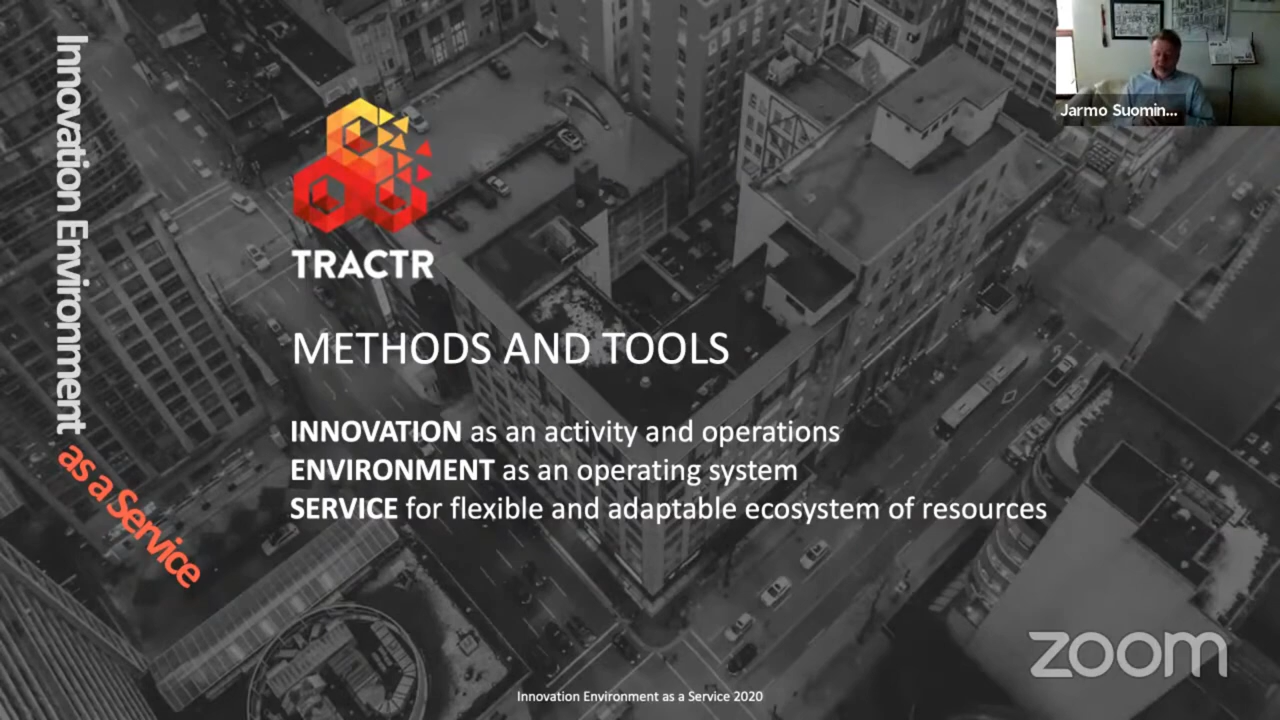 Innovation Environment
as a Service
Jarmo Suomin...
TRACTR
METHODS AND TOOLS
INNOVATION as an activity and operations
ENVIRONMENT as an operating system
SERVICE for flexible and adaptable ecosystem of resources
zoom
Innovation Environment as a Service 2020